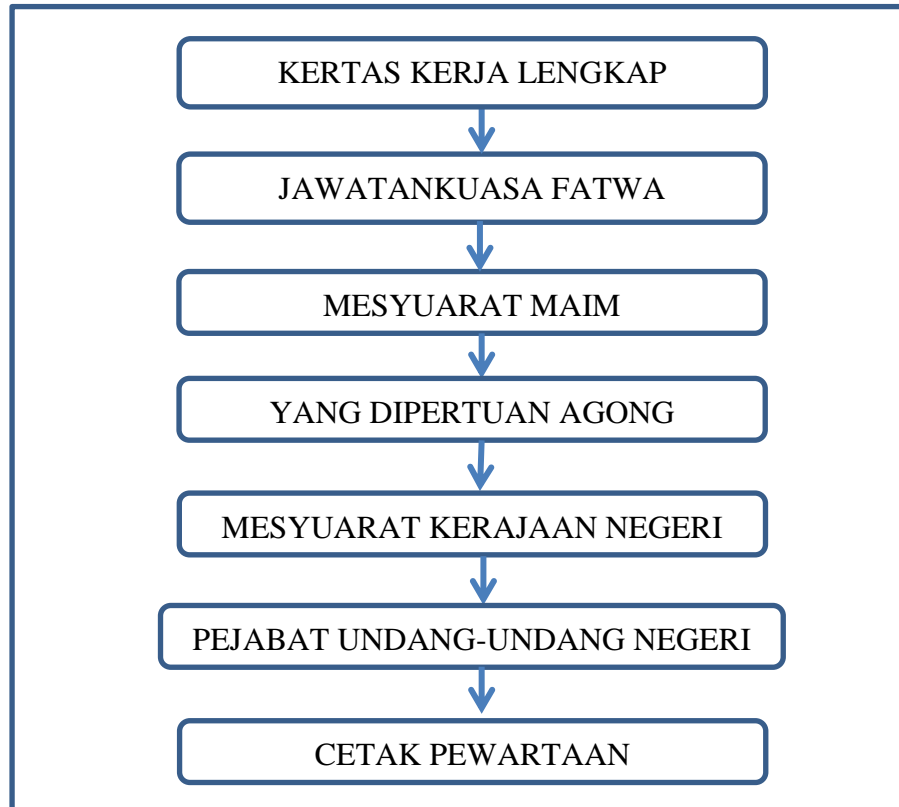 KERTAS KERJA LENGKAP
JAWATANKUASA FATWA
MESYUARAT MAIM
YANG DIPERTUAN AGONG
MESYUARAT KERAJAAN NEGERI
PEJABAT UNDANG-UNDANG NEGERI
CETAK PEWARTAAN